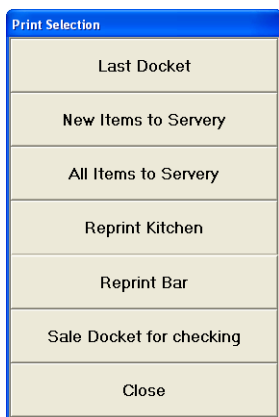 Print Selection
Last Docket
New Items to Servery
All Items to Servery
Reprint Kitchen
Reprint Bar
Sale Docket for checking
Close